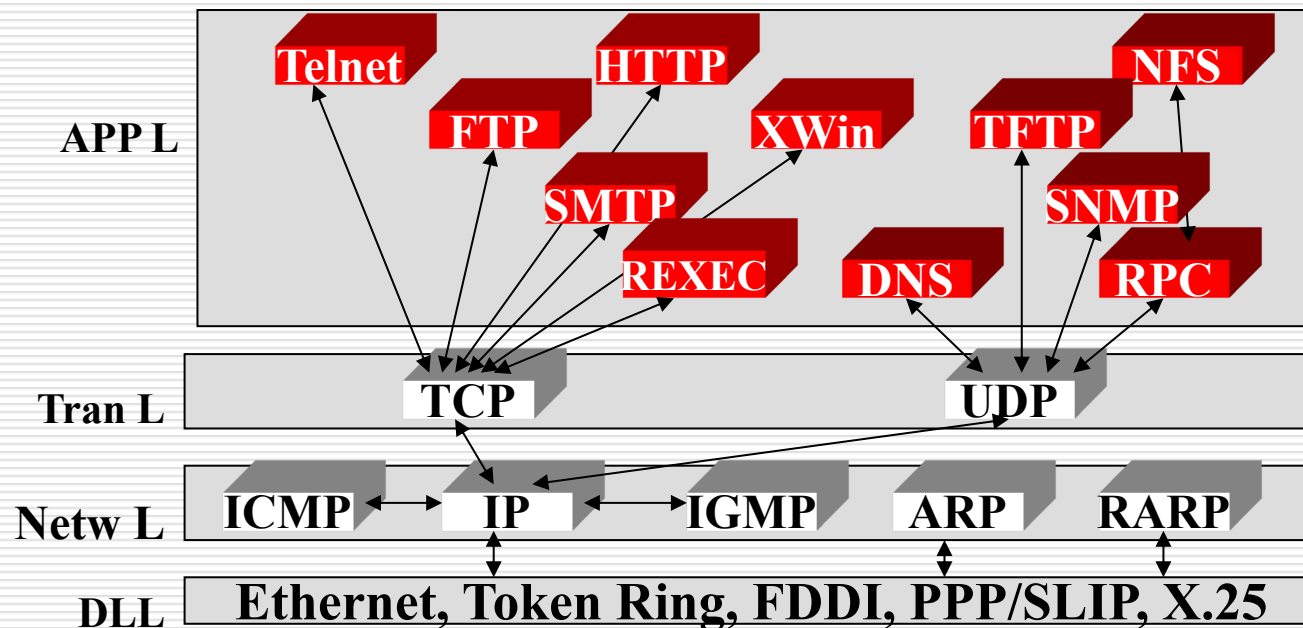 Telnet HTTP NFS
APP L FTP XWin TFTP
SMTP SNMP
REXEC DNS RPC
Tran L TCP UDP
Netw L ICMP IP IGMP ARP RARP
DLL Ethernet, Token Ring, FDDI, PPP/SLIP, X.25